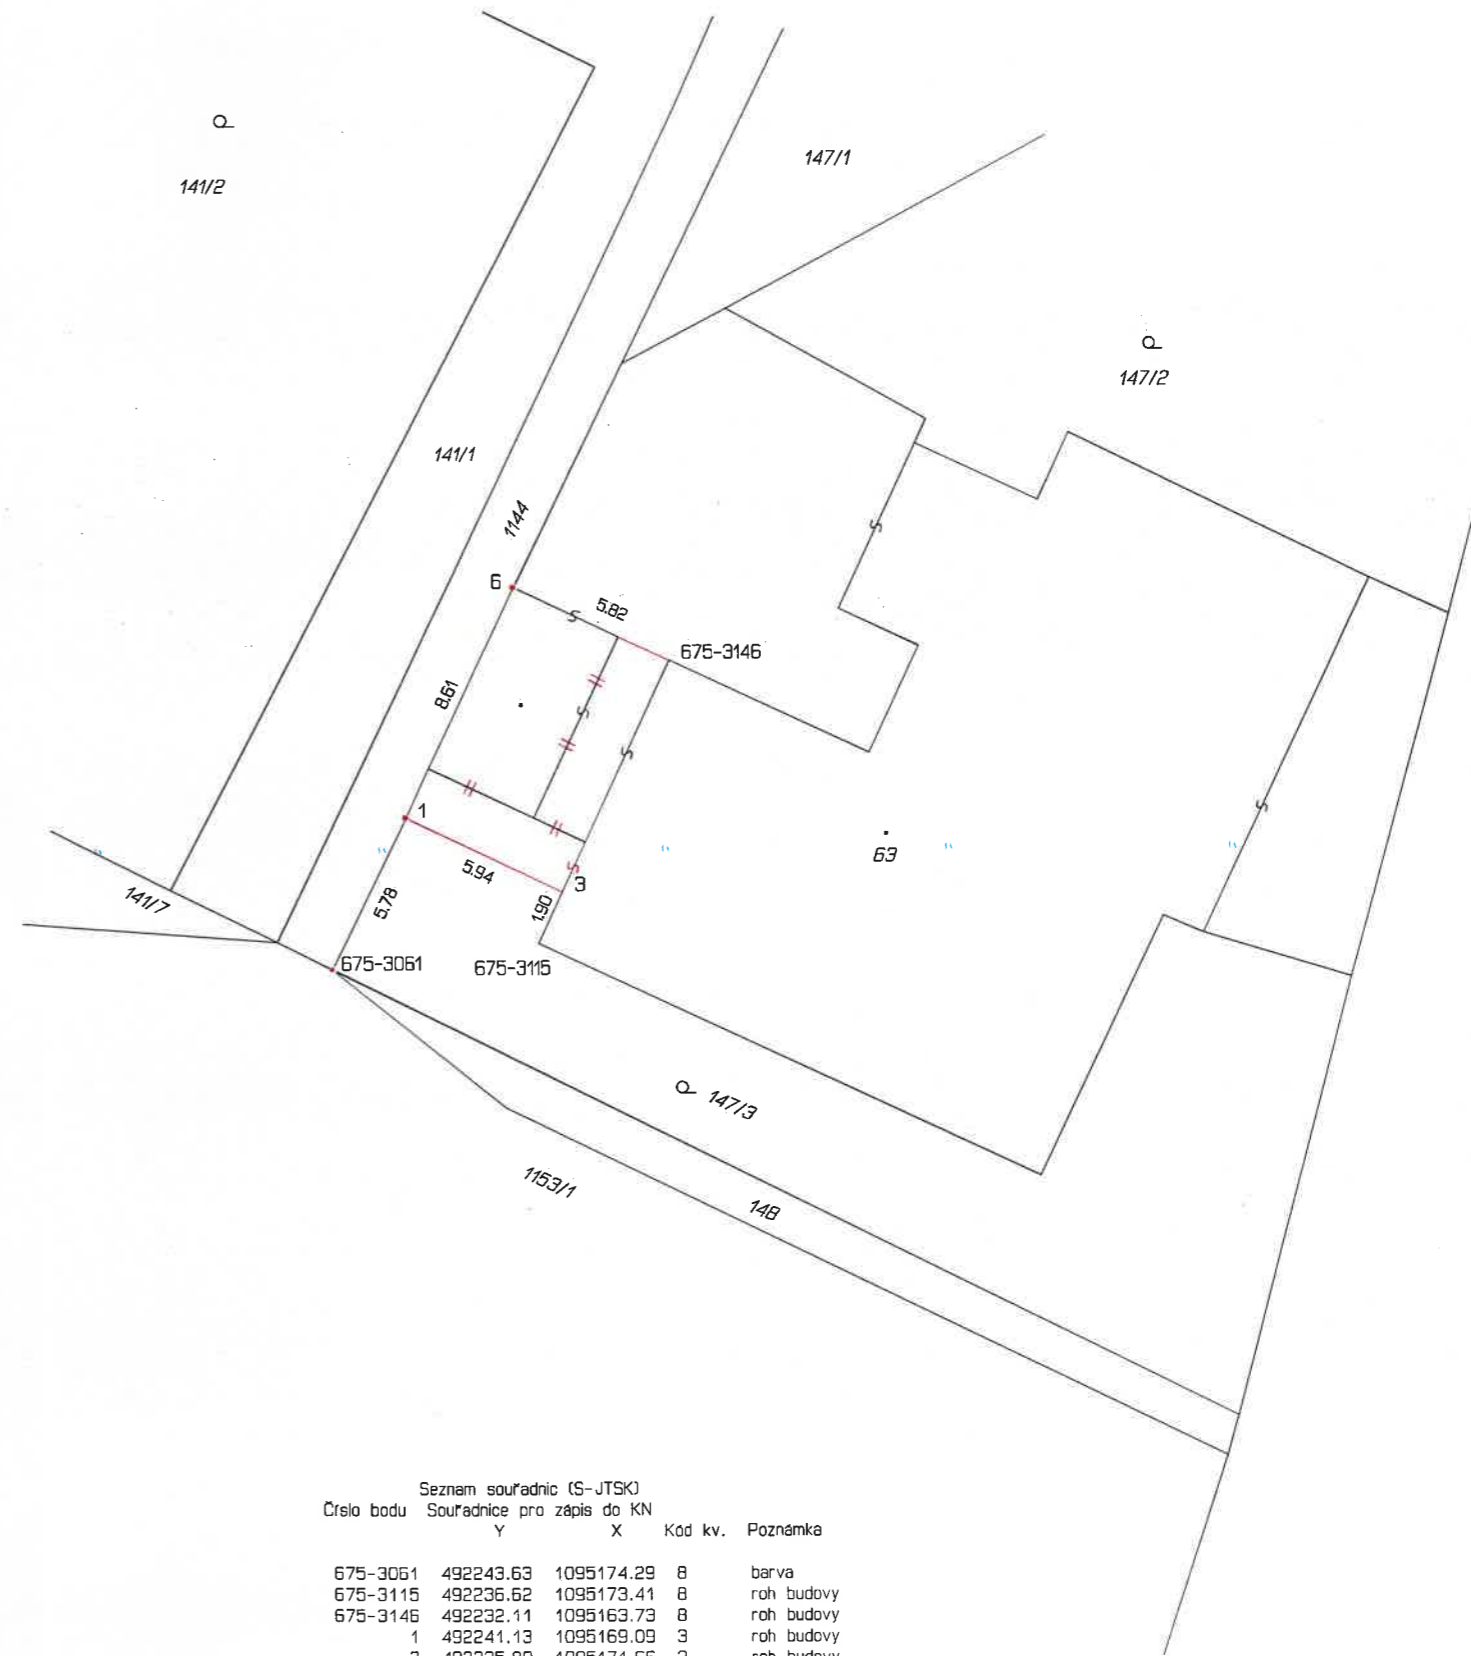 147/1
141/2
147/2
141/1
1144
6
5.82
675-3146
8.61
1
63
5.94
3
5.78
1.90
141/7
675-3061
675-3115
147/3
1153/1
148
Seznam souřadnic (S-JTSK)
Číslo bodu Souřadnice pro zápis do KN
Y X Kód kv. Poznámka
675-3061 492243.63 1095174.29 8 barva
675-3115 492236.62 1095173.41 8 roh budovy
675-3146 492232.11 1095163.73 8 roh budovy
1 492241.13 1095169.09 3 roh budovy
roh budovy